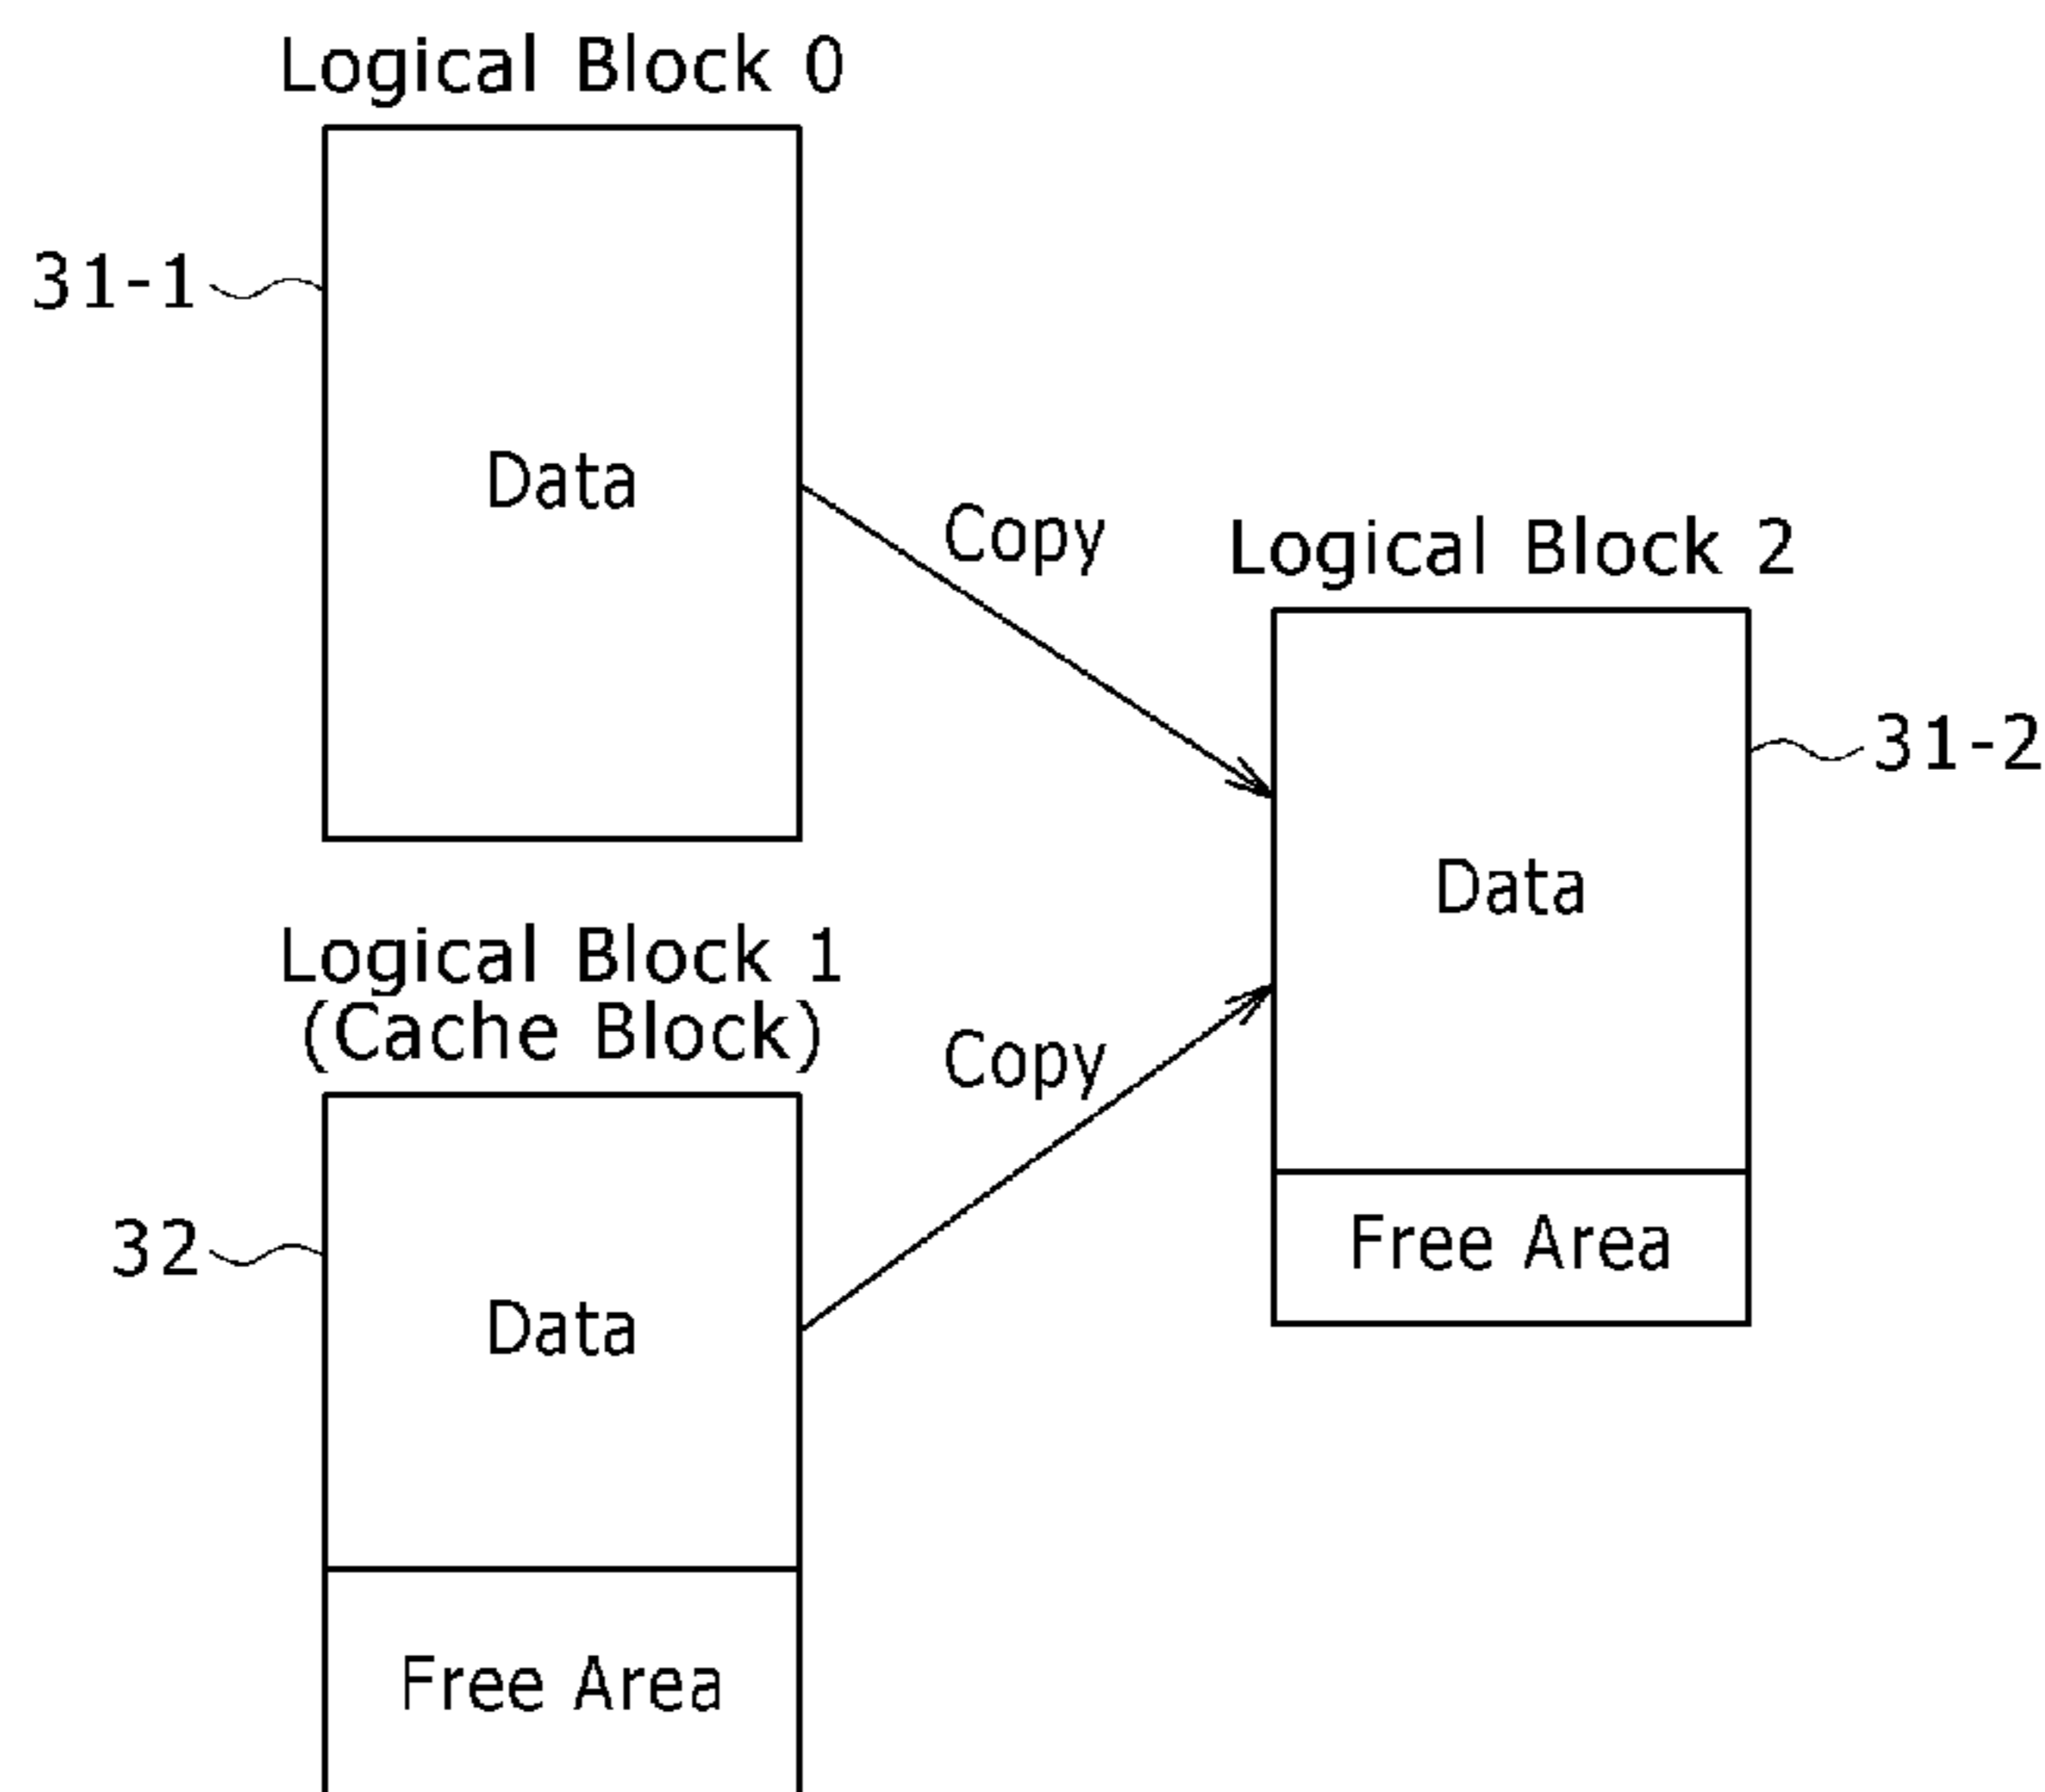 Logical Block 0
31-1
Data
Copy
Logical Block 2
31-2
Data
Logical Block 1
(Cache Block)
Copy
32
Data
Free Area
Free Area